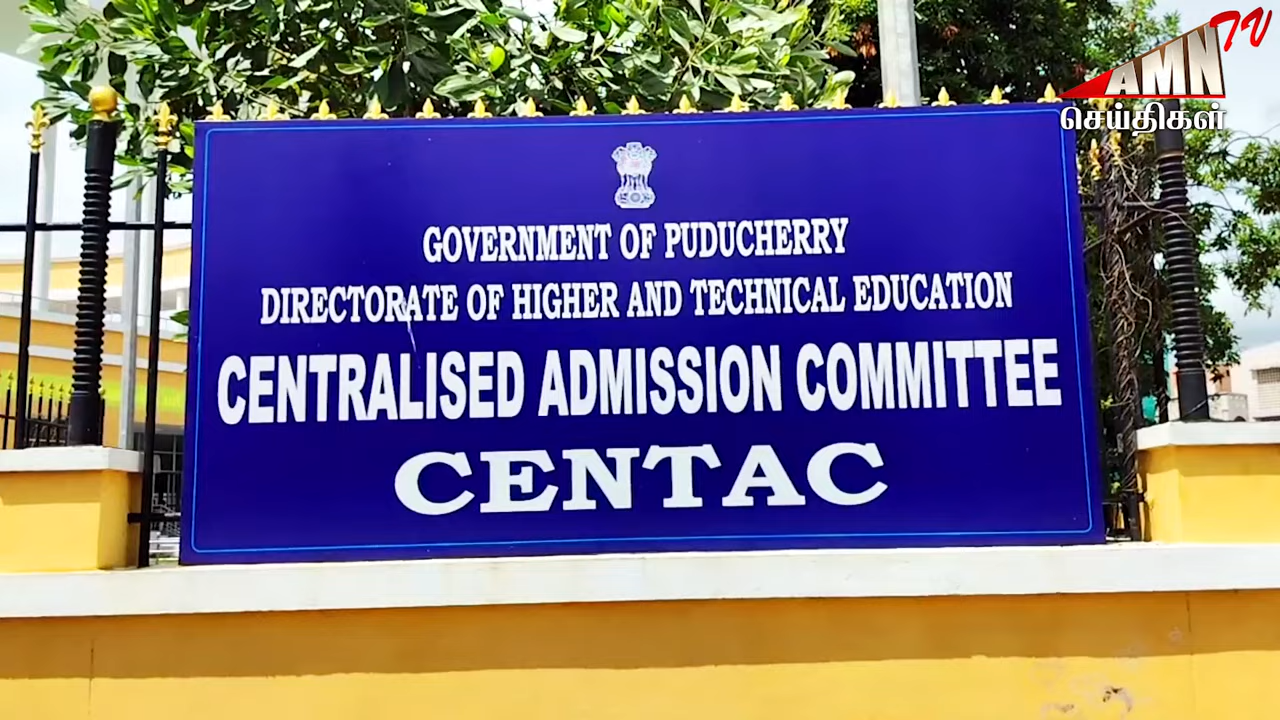 AMN TV
செய்திகள்
GOVERNMENT OF PUDUCHERRY
DIRECTORATE OF HIGHER AND TECHNICAL EDUCATION
CENTRALISED ADMISSION COMMITTEE
CENTAC